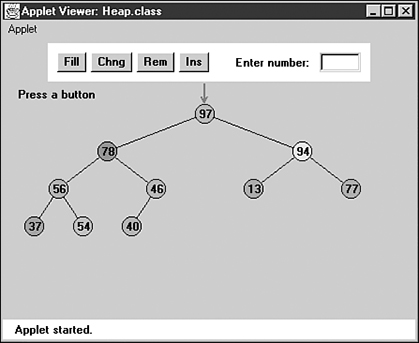 Applet Viewer: Heap.class
Applet
Fill Chng Rem Ins Enter number:
Press a button
97
78 94
56 46 13 77
37 54 40
Applet started.